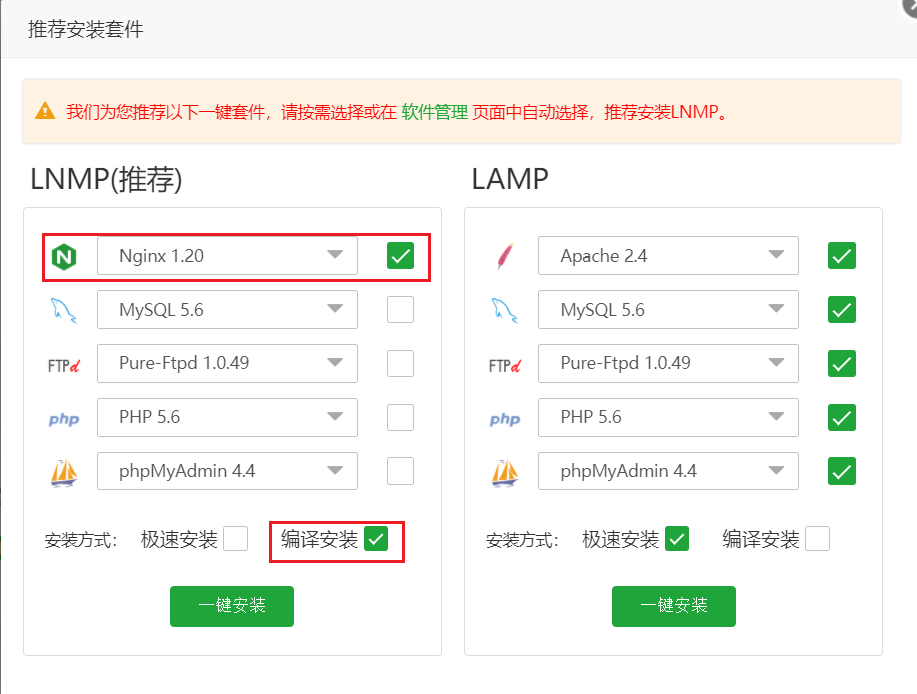 推荐安装套件
我们为您推荐以下一键套件，请按需选择或在 软件管理 页面中自动选择，推荐安装LNMP。
LNMP(推荐)
N Nginx 1.20
MySQL 5.6
FTPd Pure-Ftpd 1.0.49
php PHP 5.6
phpMyAdmin 4.4
安装方式： 极速安装 编译安装
一键安装
LAMP
Apache 2.4
MySQL 5.6
FTPd Pure-Ftpd 1.0.49
php PHP 5.6
phpMyAdmin 4.4
安装方式： 极速安装 编译安装
一键安装